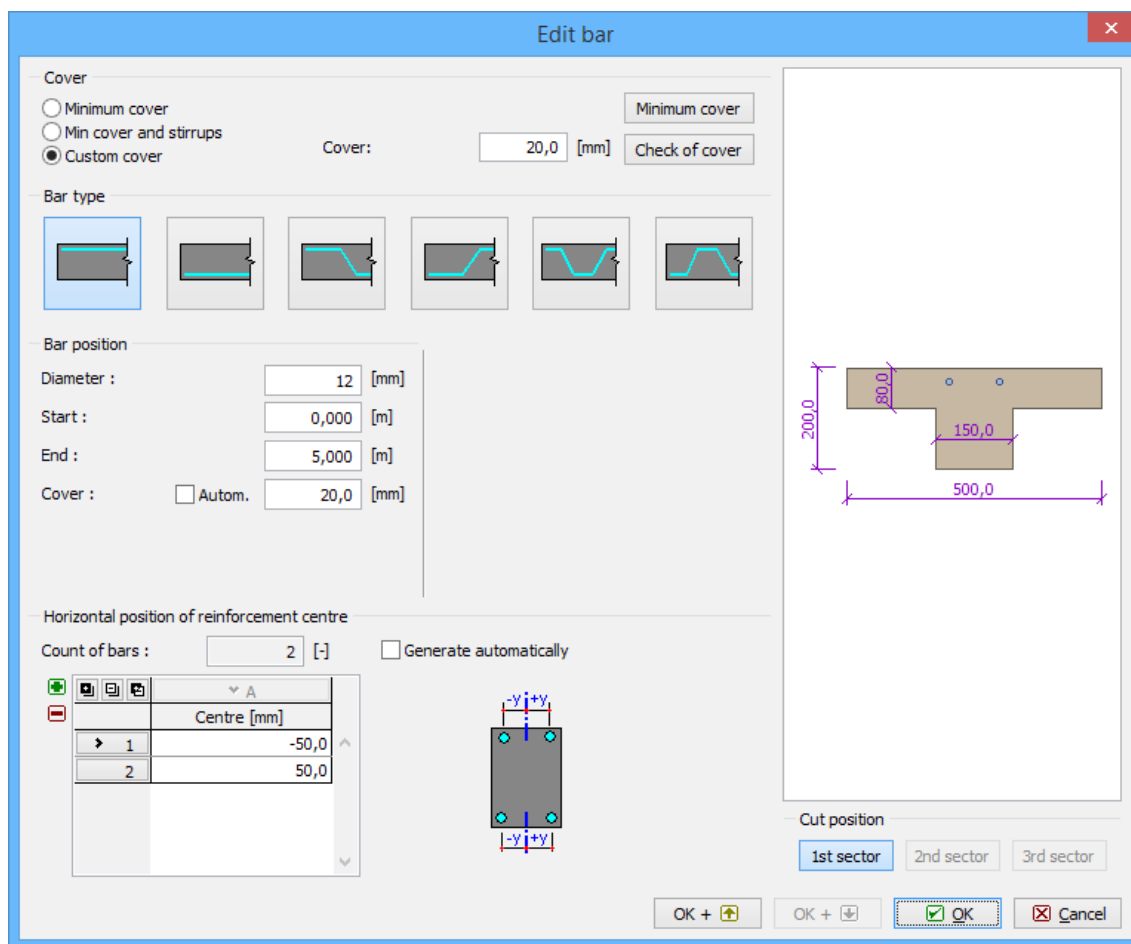 Edit bar
Cover
Minimum cover
Minimum cover
Min cover and stirrups
Custom cover
Cover:
20,0 [mm]
Check of cover
Bar type
Bar position
Diameter :
12 [mm]
Start :
0,000 [m]
End :
5,000 [m]
Cover :
Autom.
20,0 [mm]
200,0
80,0
150,0
500,0
Horizontal position of reinforcement centre
Count of bars :
2 [-]
Generate automatically
A
Centre [mm]
1 -50,0
2 50,0
-y +y
-y +y
Cut position
1st sector
2nd sector
3rd sector
OK +
OK +
OK
Cancel